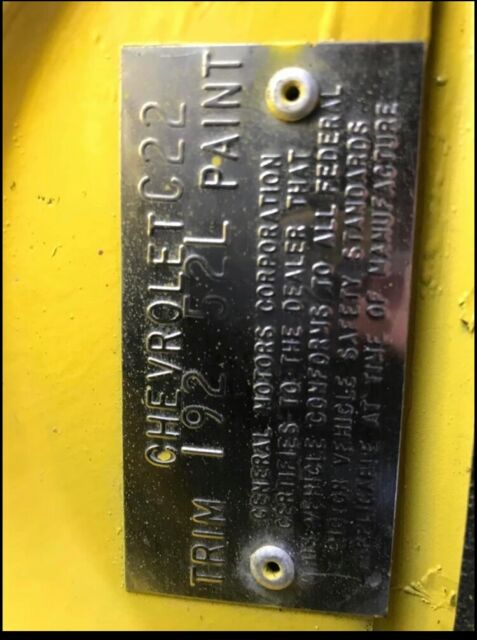 CHEVROLET C22
TRIM 192 52L PAINT
GENERAL MOTORS CORPORATION
CERTIFIES TO THE DEALER THAT
THIS VEHICLE CONFORMS TO ALL FEDERAL
MOTOR VEHICLE SAFETY STANDARDS
APPLICABLE AT TIME OF MANUFACTURE